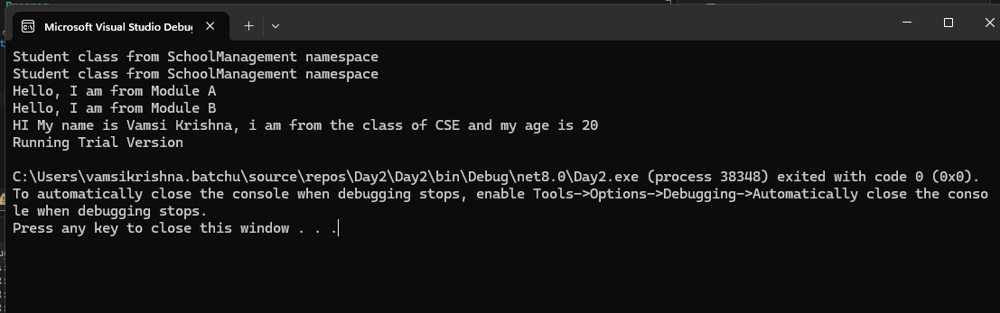 Microsoft Visual Studio Debug
Student class from SchoolManagement namespace
Student class from SchoolManagement namespace
Hello, I am from Module A
Hello, I am from Module B
HI My name is Vamsi Krishna, i am from the class of CSE and my age is 20
Running Trial Version
C:\Users\vamsikrishna.batchu\source\repos\Day2\Day2\bin\Debug\net8.0\Day2.exe (process 38348) exited with code 0 (0x0).
To automatically close the console when debugging stops, enable Tools->Options->Debugging->Automatically close the conso
le when debugging stops.
Press any key to close this window . . .